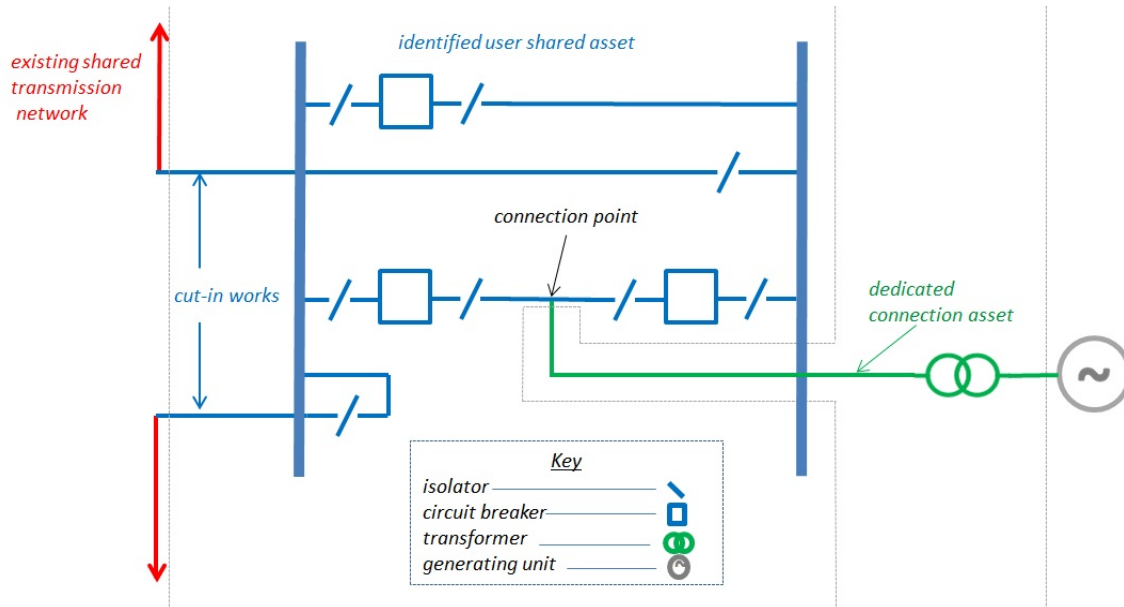 existing shared
transmission
network
identified user shared asset
connection point
cut-in works
dedicated
connection asset
~
Key
isolator
circuit breaker
transformer
generating unit
~